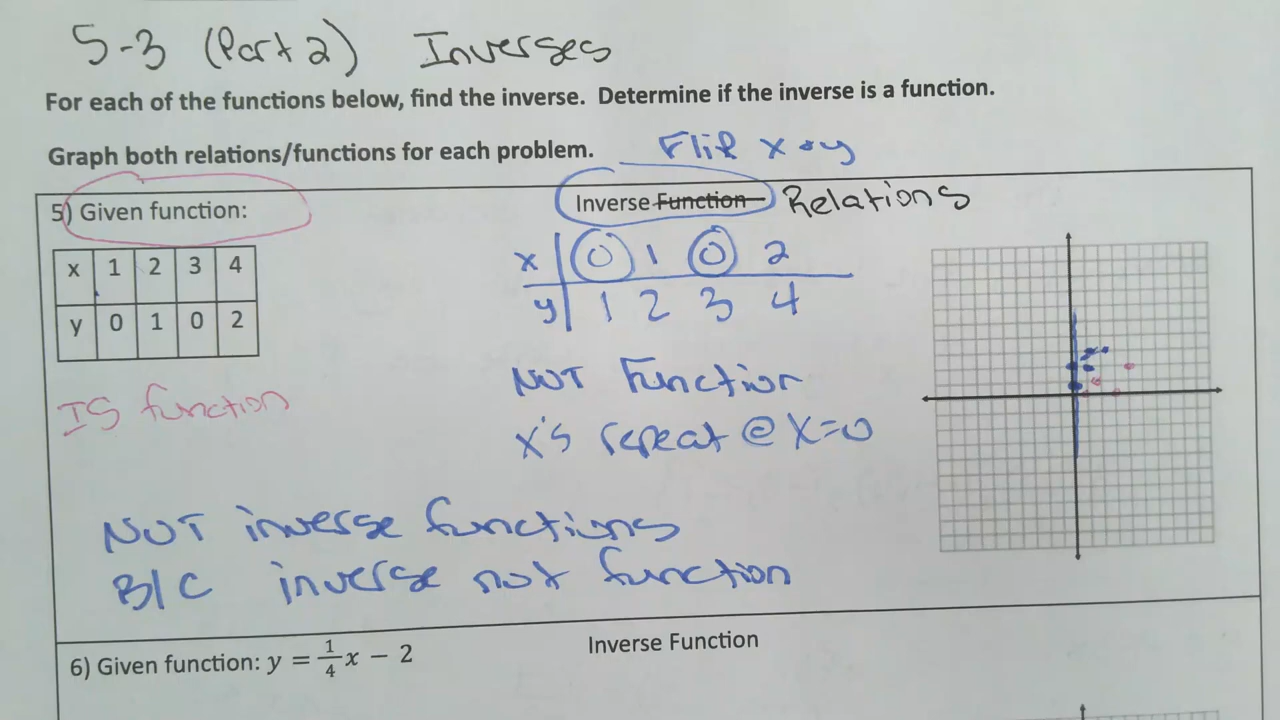 5-3 (Part 2) Inverses
For each of the functions below, find the inverse. Determine if the inverse is a function.
Graph both relations/functions for each problem. Flip x & y
5) Given function:
Inverse Function Relations
x 1 2 3 4
y 0 1 0 2
x 0 1 0 2
y 1 2 3 4
IS function
NOT Function
x's repeat @ x=0
NOT inverse functions
B/C inverse not function
6) Given function: y = 1/4 x − 2
Inverse Function